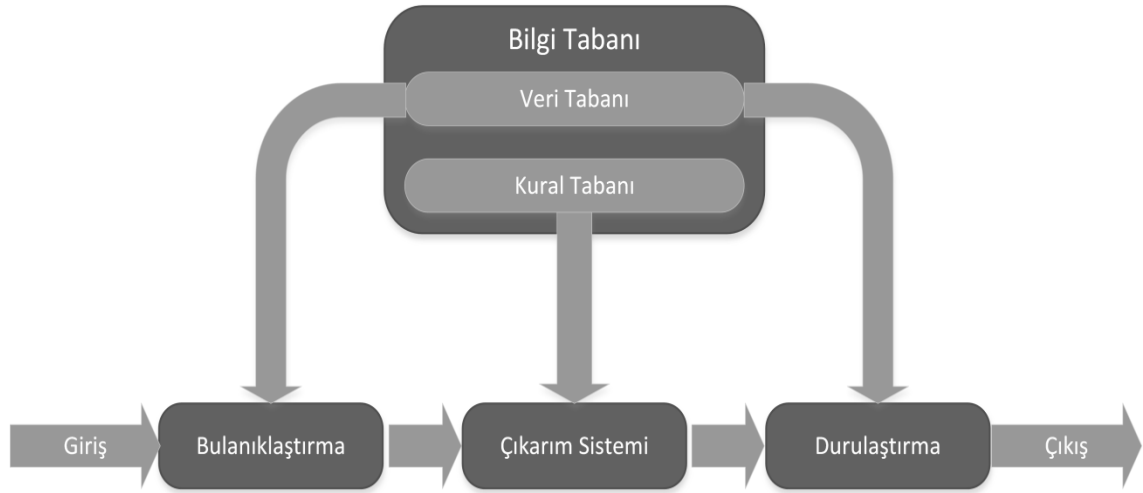 Bilgi Tabanı
Veri Tabanı
Kural Tabanı
Giriş
Bulanıklaştırma
Çıkarım Sistemi
Durulaştırma
Çıkış